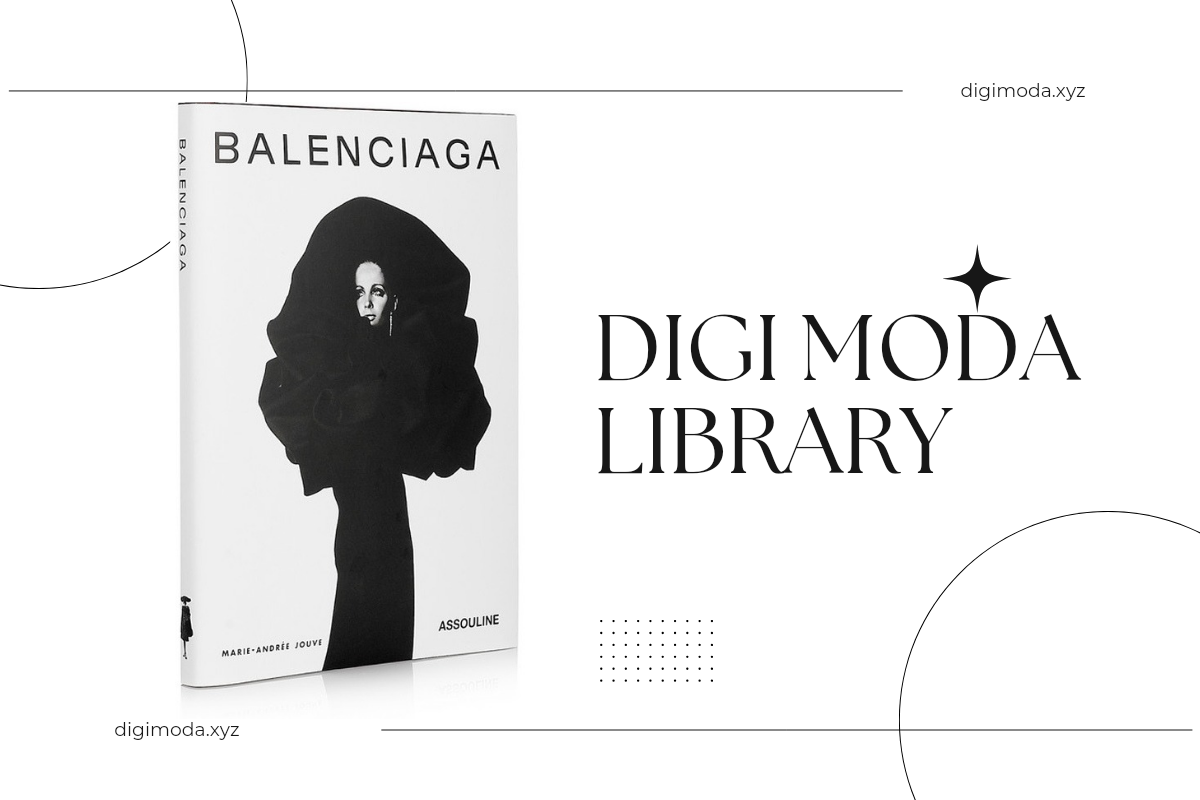 digimoda.xyz
BALENCIAGA
BALENCIAGA
MARIE-ANDRÉE JOUVE
ASSOULINE
DIGI MODA
LIBRARY
digimoda.xyz